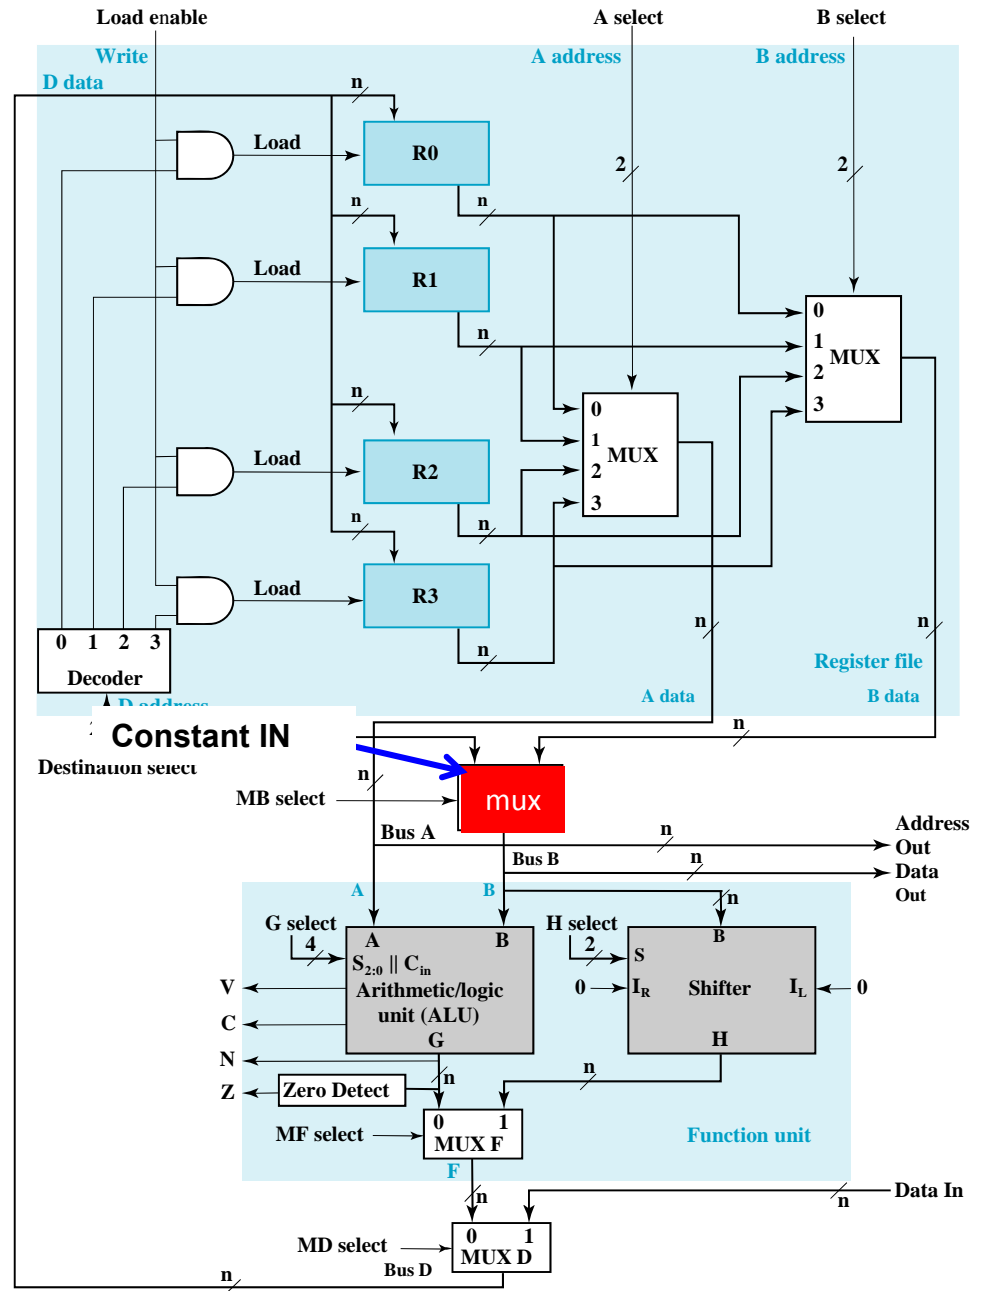 Load enable
A select
B select
Write
A address
B address
D data
n
Load
R0
2
2
n
n
Load
R1
n
0
1
MUX
2
3
n
0
1
MUX
2
3
Load
R2
n
n
Load
R3
n
n
n
0 1 2 3
Decoder
Register file
D address
A data
B data
Constant IN
n
Destination select
n
MB select
mux
Bus A
n
Address
Out
Bus B
n
Data
Out
A
B
n
G select
4
H select
2
A
B
B
S2:0 || Cin
S
V
Arithmetic/logic
unit (ALU)
0
IR
Shifter
IL
0
C
G
H
N
n
n
Z
Zero Detect
0 1
MF select
MUX F
Function unit
F
n
n
Data In
0 1
MD select
MUX D
Bus D
n